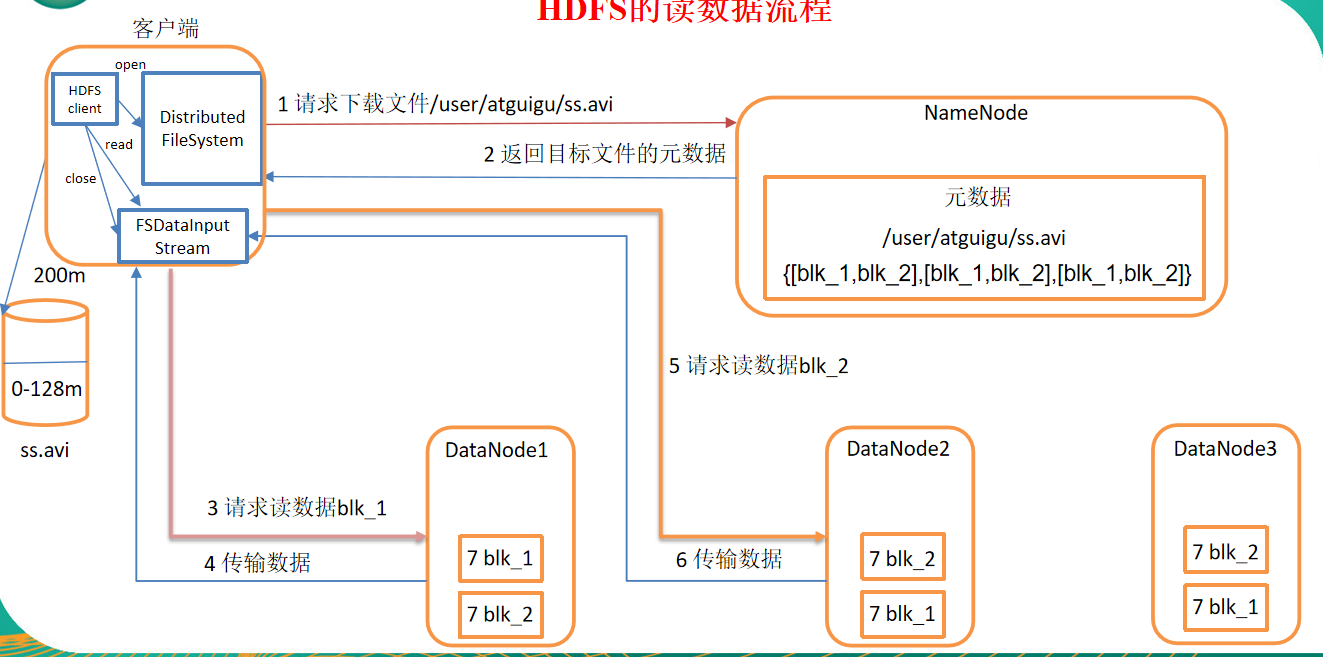 HDFS的读数据流程
客户端
open
HDFS
client
Distributed
FileSystem
read
close
FSDataInput
Stream
1 请求下载文件/user/atguigu/ss.avi
2 返回目标文件的元数据
NameNode
元数据
/user/atguigu/ss.avi
{[blk_1,blk_2],[blk_1,blk_2],[blk_1,blk_2]}
200m
0-128m
ss.avi
5 请求读数据blk_2
3 请求读数据blk_1
4 传输数据
6 传输数据
DataNode1
7 blk_1
7 blk_2
DataNode2
7 blk_2
7 blk_1
DataNode3
7 blk_2
7 blk_1